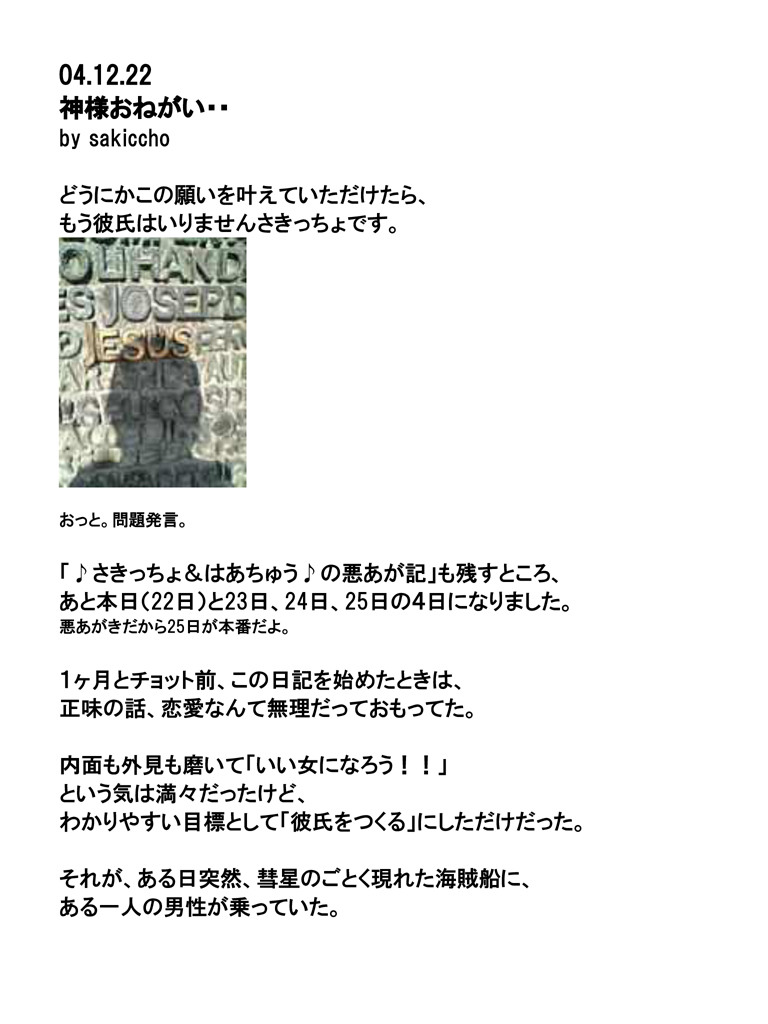 04.12.22
神様おねがい・・
by sakiccho
どうにかこの願いを叶えていただけたら、
もう彼氏はいりませんさきっちょです。
OLIHAND
ES JOSEPD
JESUS FER
おっと。問題発言。
「♪さきっちょ＆はあちゅう♪の悪あが記」も残すところ、
あと本日（22日）と23日、24日、25日の４日になりました。
悪あがきだから25日が本番だよ。
１ヶ月とチョット前、この日記を始めたときは、
正味の話、恋愛なんて無理だっておもってた。
内面も外見も磨いて「いい女になろう！！」
という気は満々だったけど、
わかりやすい目標として「彼氏をつくる」にしただけだった。
それが、ある日突然、彗星のごとく現れた海賊船に、
ある一人の男性が乗っていた。